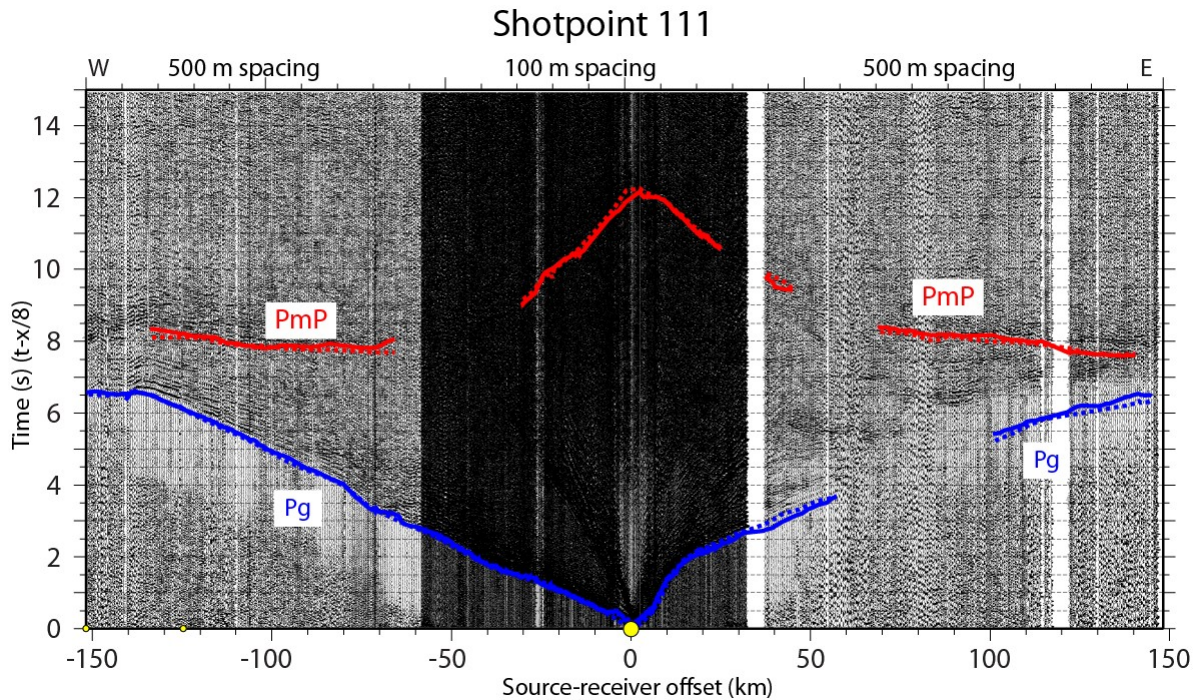 Shotpoint 111
W 500 m spacing 100 m spacing 500 m spacing E
14
12
10
8
6
4
2
0
Time (s) (t-x/8)
PmP
PmP
Pg
Pg
-150 -100 -50 0 50 100 150
Source-receiver offset (km)